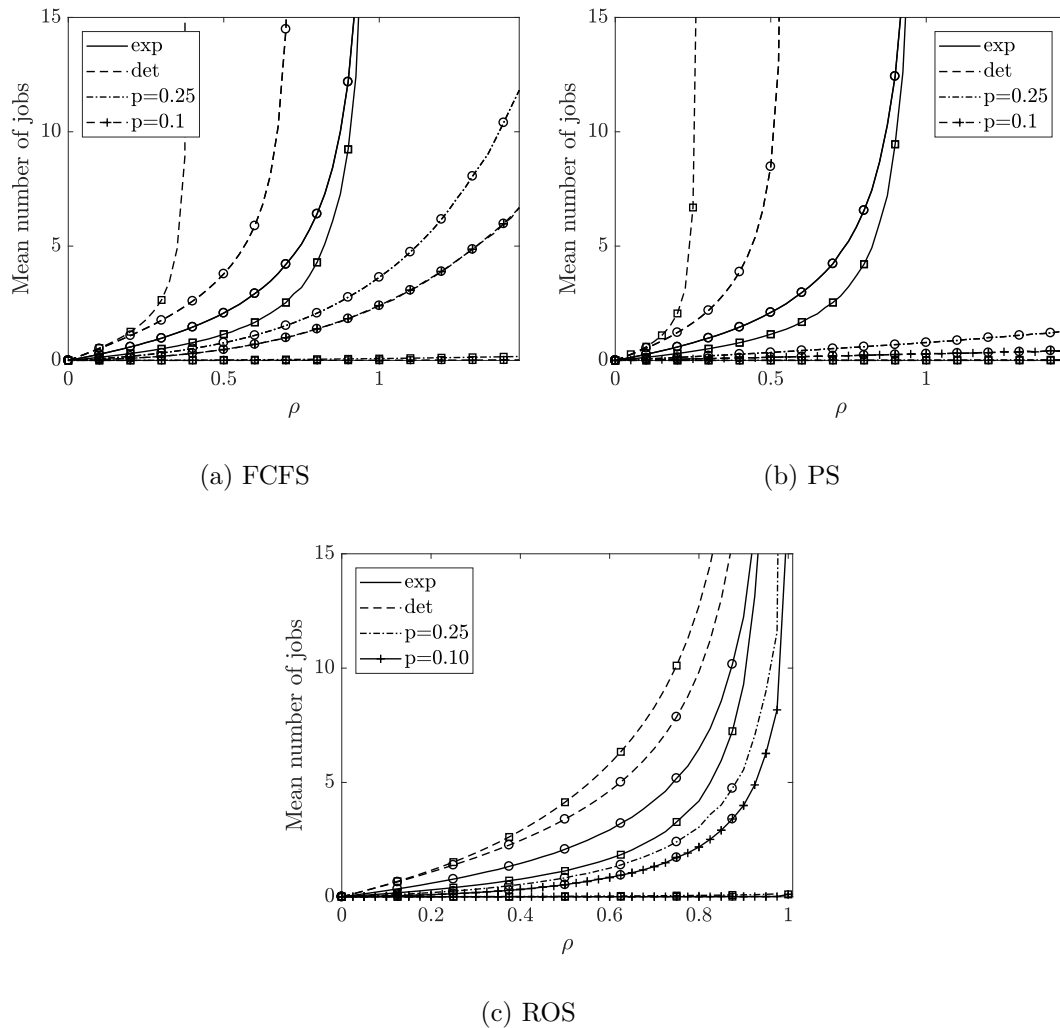 15
10
5
0
Mean number of jobs
exp
det
p=0.25
p=0.1
0
0.5
1
ρ
(a) FCFS
15
10
5
0
Mean number of jobs
exp
det
p=0.25
p=0.1
0
0.5
1
ρ
(b) PS
15
10
5
0
Mean number of jobs
exp
det
p=0.25
p=0.10
0
0.2
0.4
0.6
0.8
1
ρ
(c) ROS